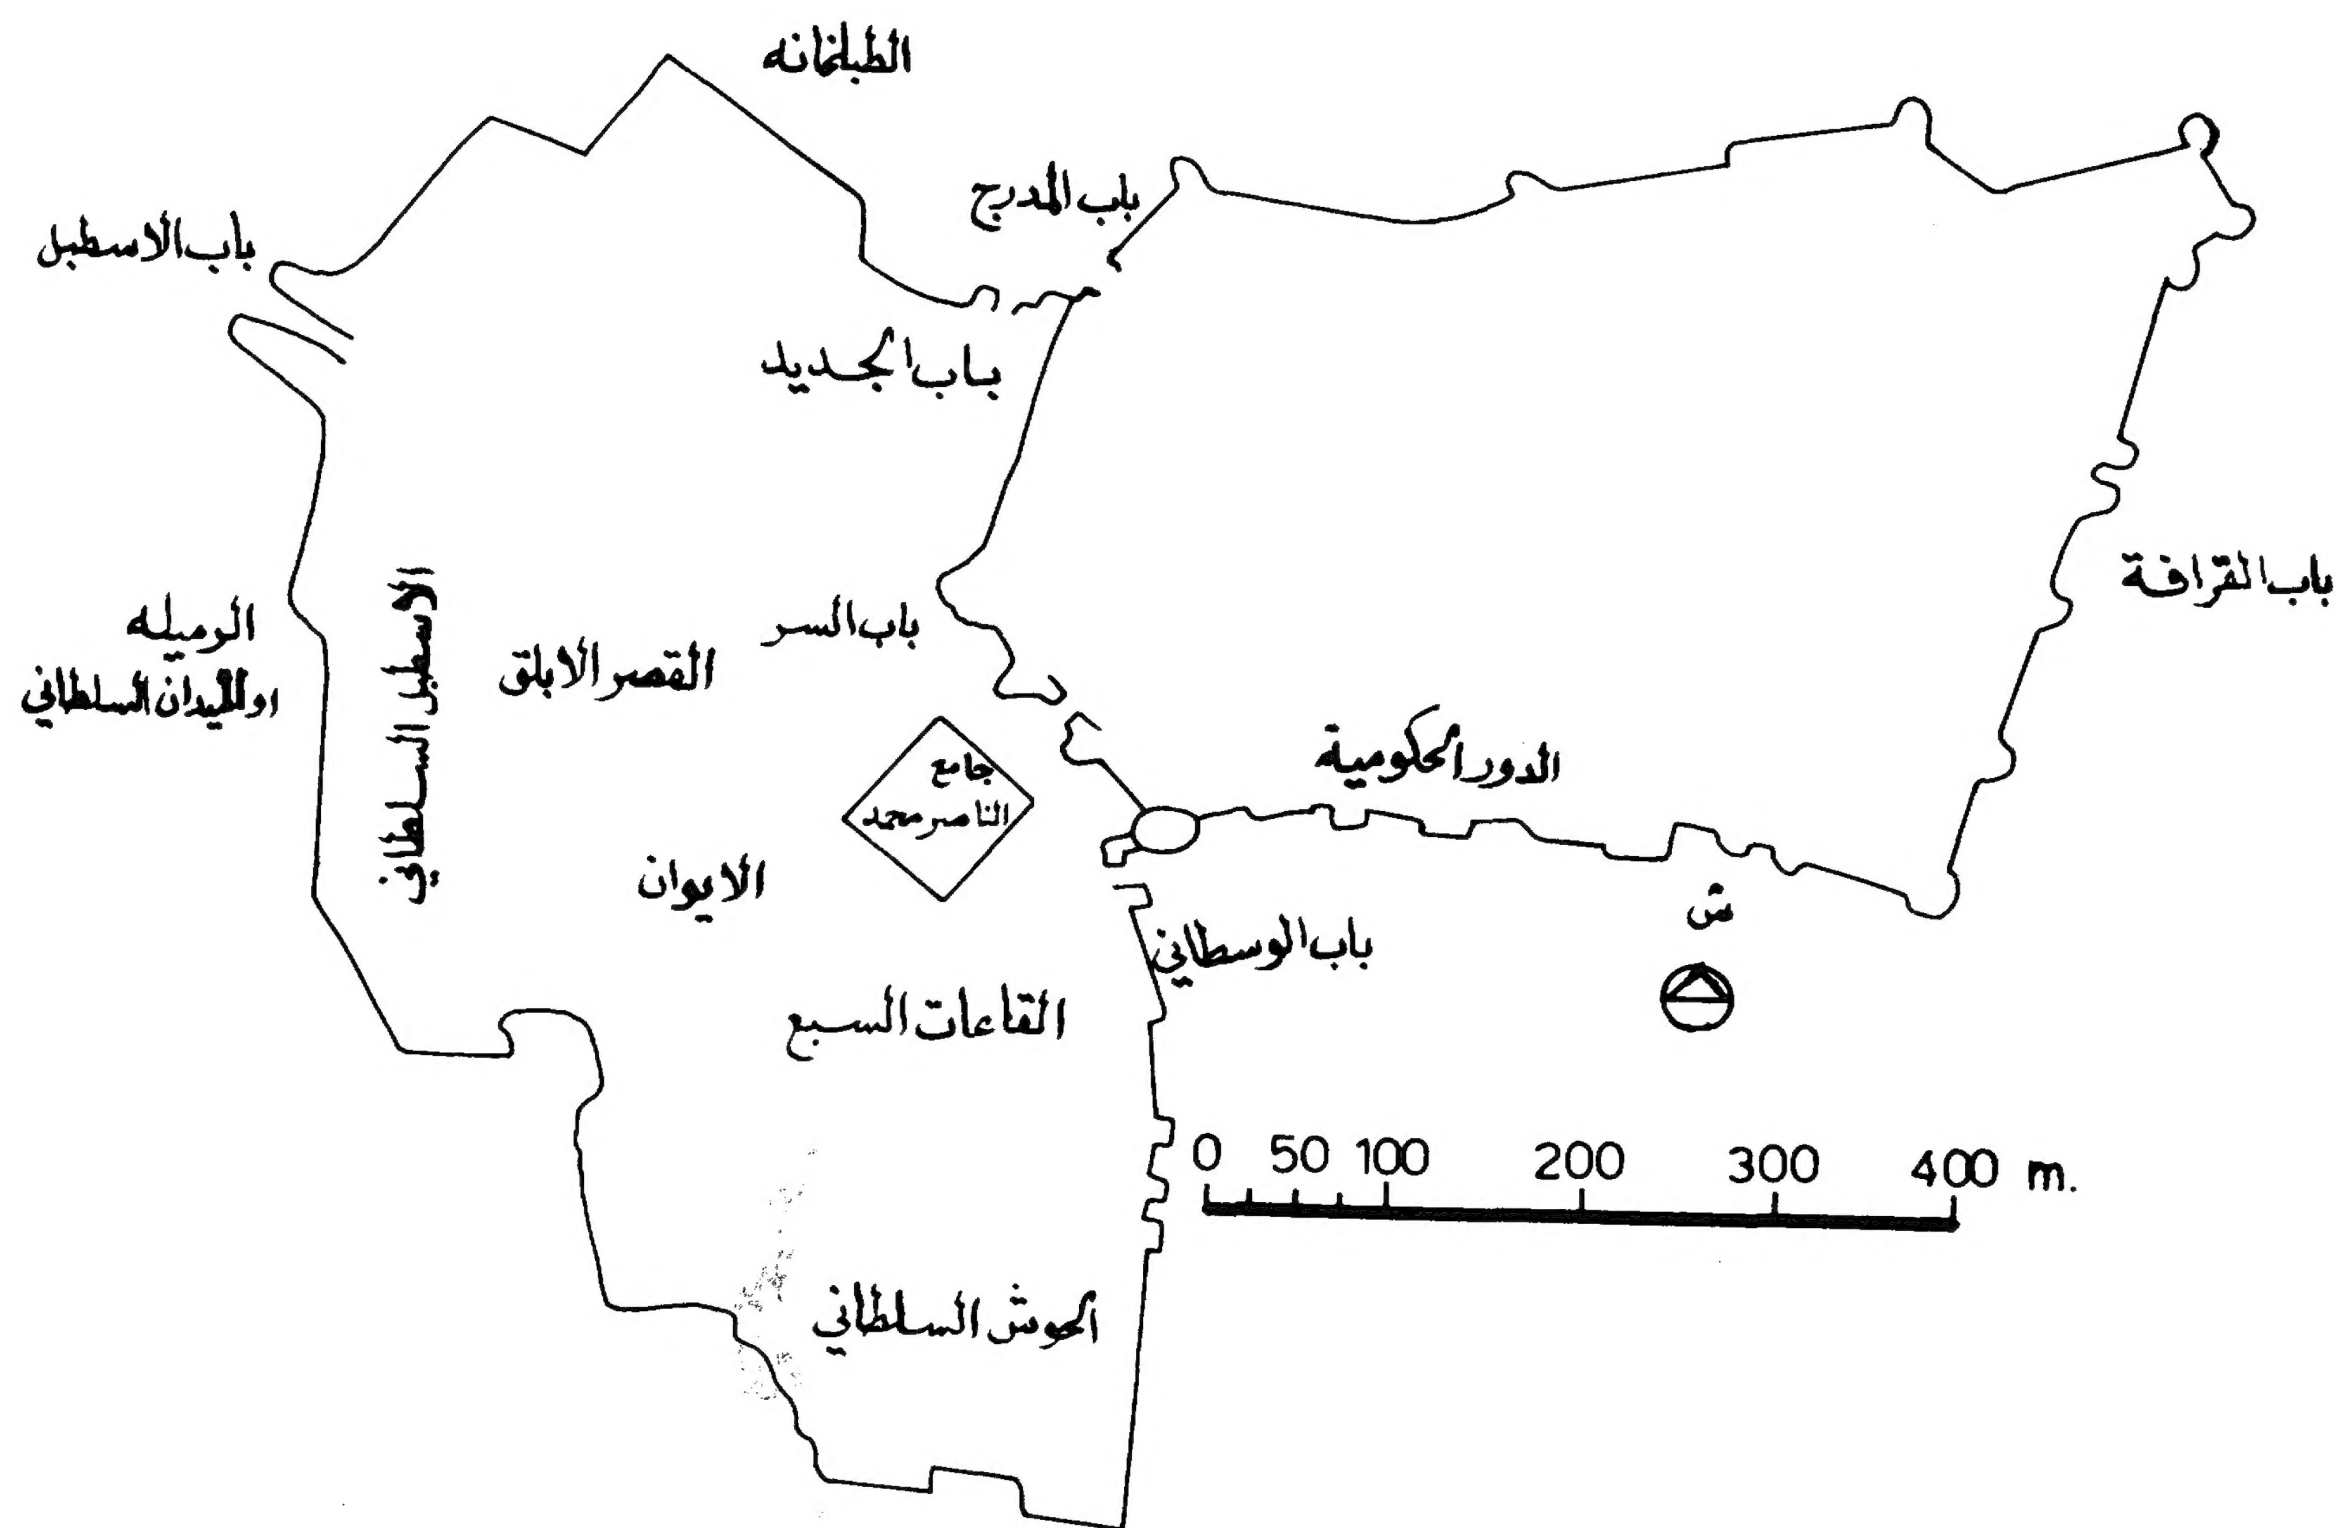 الطبلخانه
باب المدرج
باب الاسطبل
باب الجديد
باب القرافة
الرميله
او الميدان السلطاني
الاسطبل السلطاني
القصر الابلق
باب السر
جامع
الناصر محمد
الدور الحكومية
الايوان
ش
باب الوسطاني
القاعات السبع
0 50 100 200 300 400 m.
الحوش السلطاني